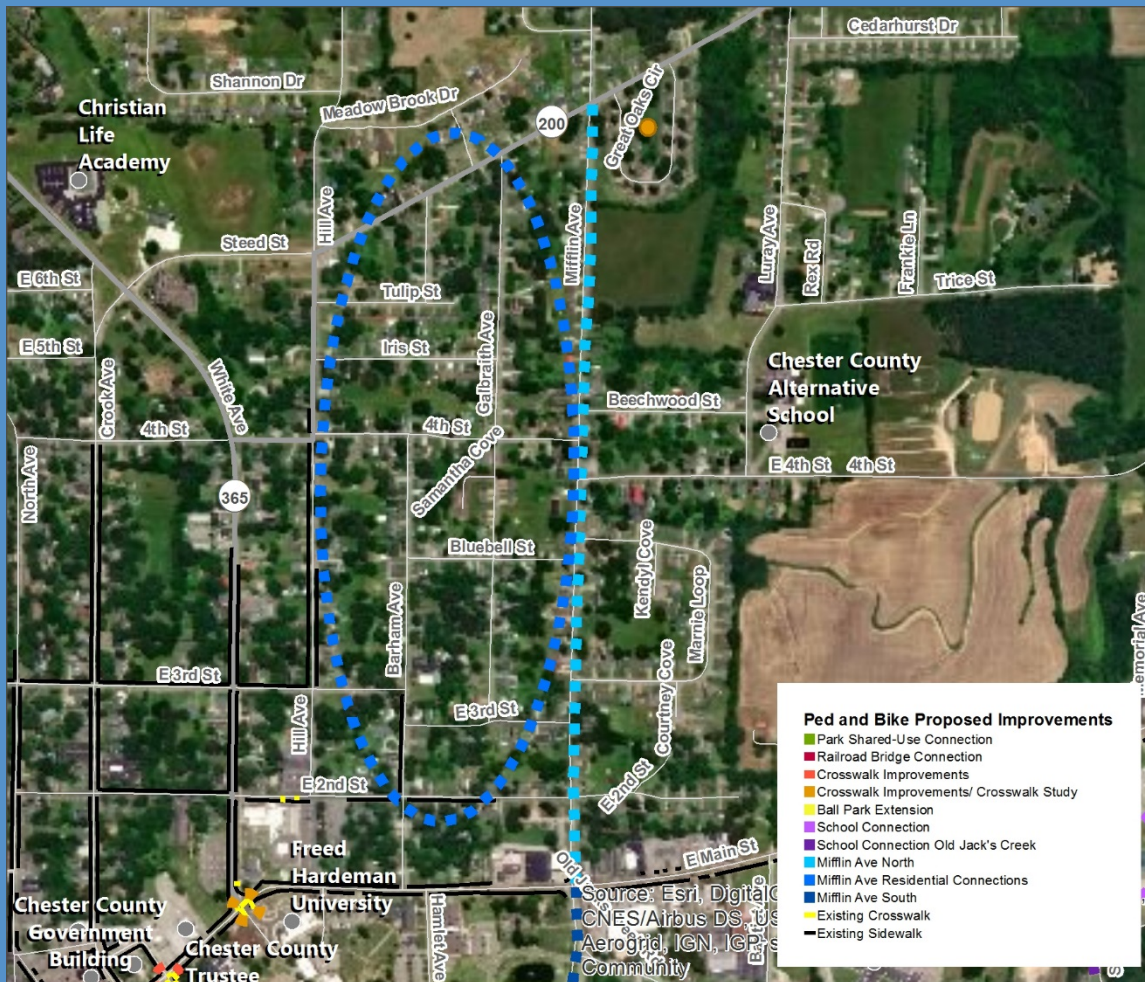 Cedarhurst Dr
Shannon Dr
Meadow Brook Dr
Christian
Life
Academy
200
Great Oaks Cir
Hill Ave
Mifflin Ave
Steed St
Luray Ave
Rex Rd
Frankie Ln
Trice St
E 6th St
Tulip St
E 5th St
Iris St
Crook Ave
White Ave
Galbraith Ave
Chester County
Alternative
School
Beechwood St
4th St
4th St
E 4th St
4th St
North Ave
Samantha Cove
365
Bluebell St
Kendyl Cove
Marnie Loop
Barham Ave
E 3rd St
E 3rd St
Hill Ave
Courtney Cove
E 2nd St
E 2nd St
Ped and Bike Proposed Improvements
Park Shared-Use Connection
Railroad Bridge Connection
Crosswalk Improvements
Crosswalk Improvements/ Crosswalk Study
Ball Park Extension
School Connection
School Connection Old Jack's Creek
Mifflin Ave North
Mifflin Ave Residential Connections
Mifflin Ave South
Existing Crosswalk
Existing Sidewalk
E Main St
Freed
Hardeman
University
Chester County
Government
Building
Chester County
Trustee
Hamlet Ave
Source: Esri,
CNES/Airbus DS,
Aerogrid, IGN, IGP,
Community